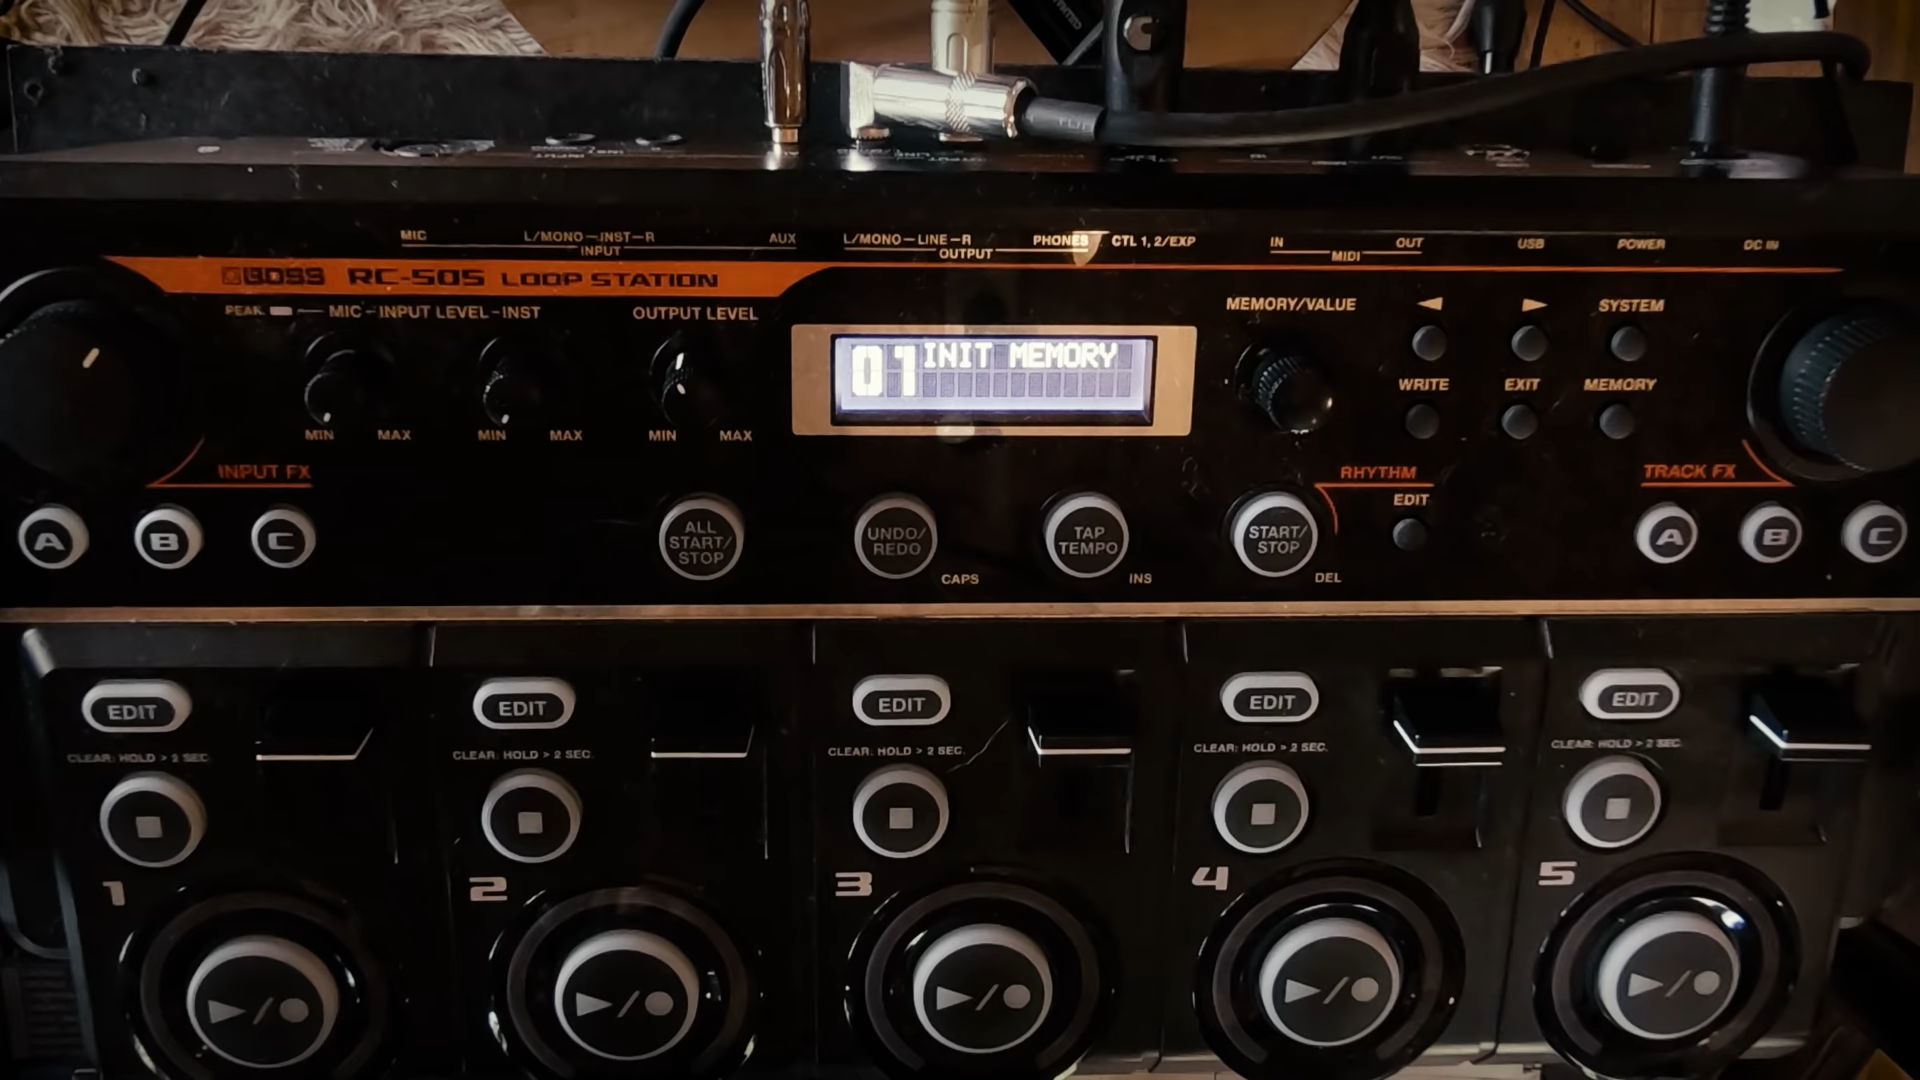 MIC L/MONO–INST–R AUX L/MONO–LINE–R PHONES CTL 1, 2/EXP IN OUT USB POWER DC IN
INPUT OUTPUT MIDI
BOSS RC-505 LOOP STATION
PEAK MIC–INPUT LEVEL–INST OUTPUT LEVEL
MEMORY/VALUE ◄ ► SYSTEM
01 INIT MEMORY
WRITE EXIT MEMORY
MIN MAX MIN MAX MIN MAX
INPUT FX RHYTHM TRACK FX
EDIT
A B C
ALL
START/
STOP
UNDO/
REDO
CAPS
TAP
TEMPO
INS
START/
STOP
DEL
A B C
EDIT EDIT EDIT EDIT EDIT
CLEAR: HOLD > 2 SEC. CLEAR: HOLD > 2 SEC. CLEAR: HOLD > 2 SEC. CLEAR: HOLD > 2 SEC. CLEAR: HOLD > 2 SEC.
1 2 3 4 5